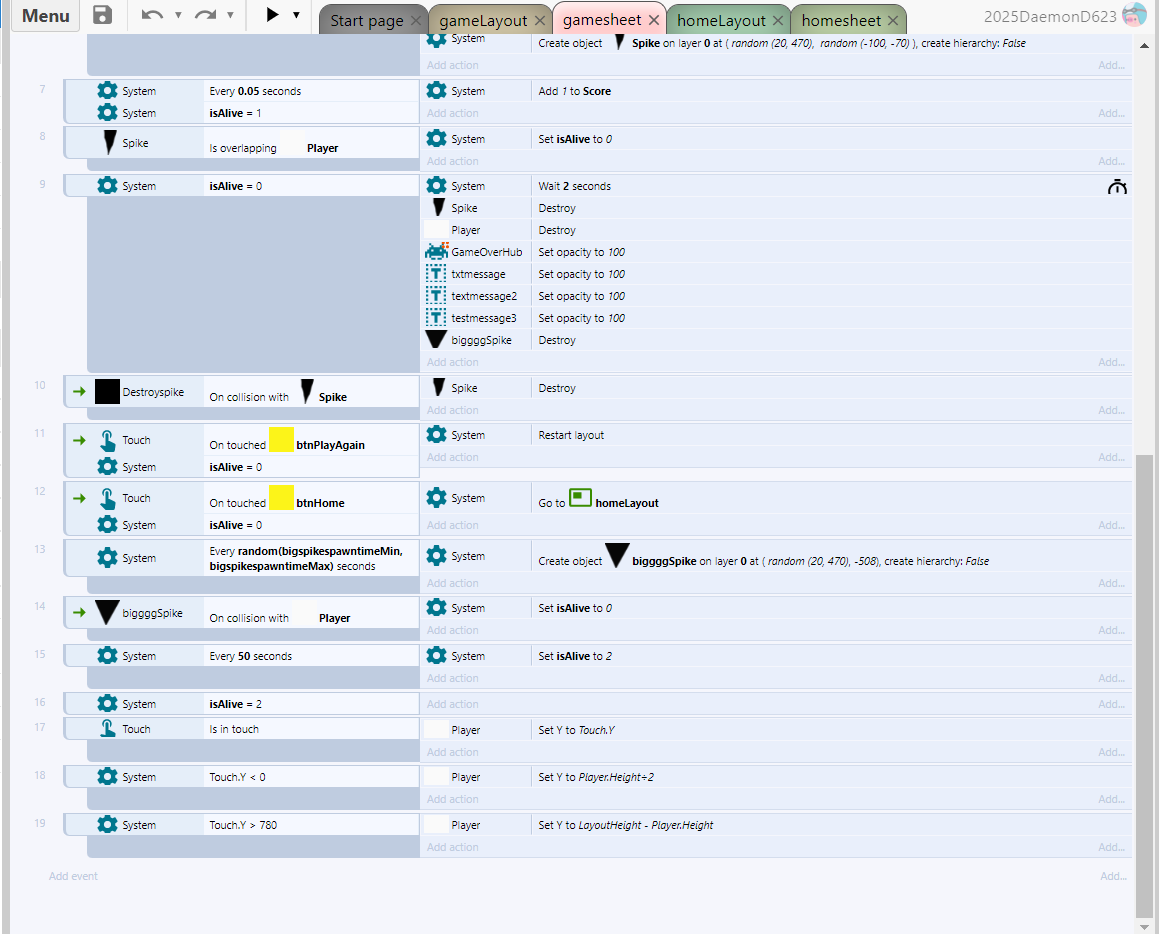 Menu
Start page × gameLayout × gamesheet × homeLayout × homesheet × 2025DaemonD623
System Create object Spike on layer 0 at ( random (20, 470), random (-100, -70) ), create hierarchy: False
Add action Add...
7 System Every 0.05 seconds System Add 1 to Score
System isAlive = 1 Add action Add...
8 Spike Is overlapping Player System Set isAlive to 0
Add action Add...
9 System isAlive = 0 System Wait 2 seconds
Spike Destroy
Player Destroy
GameOverHub Set opacity to 100
txtmessage Set opacity to 100
textmessage2 Set opacity to 100
testmessage3 Set opacity to 100
biggggSpike Destroy
Add action Add...
10 Destroyspike On collision with Spike Spike Destroy
Add action Add...
11 Touch On touched btnPlayAgain System Restart layout
System isAlive = 0 Add action Add...
12 Touch On touched btnHome System Go to homeLayout
System isAlive = 0 Add action Add...
13 System Every random(bigspikespawntimeMin, System Create object biggggSpike on layer 0 at ( random (20, 470), -508), create hierarchy: False
bigspikespawntimeMax) seconds
Add action Add...
14 biggggSpike On collision with Player System Set isAlive to 0
Add action Add...
15 System Every 50 seconds System Set isAlive to 2
Add action Add...
16 System isAlive = 2 Add action Add...
17 Touch Is in touch Player Set Y to Touch.Y
Add action Add...
18 System Touch.Y < 0 Player Set Y to Player.Height÷2
Add action Add...
19 System Touch.Y > 780 Player Set Y to LayoutHeight - Player.Height
Add action Add...
Add event Add...